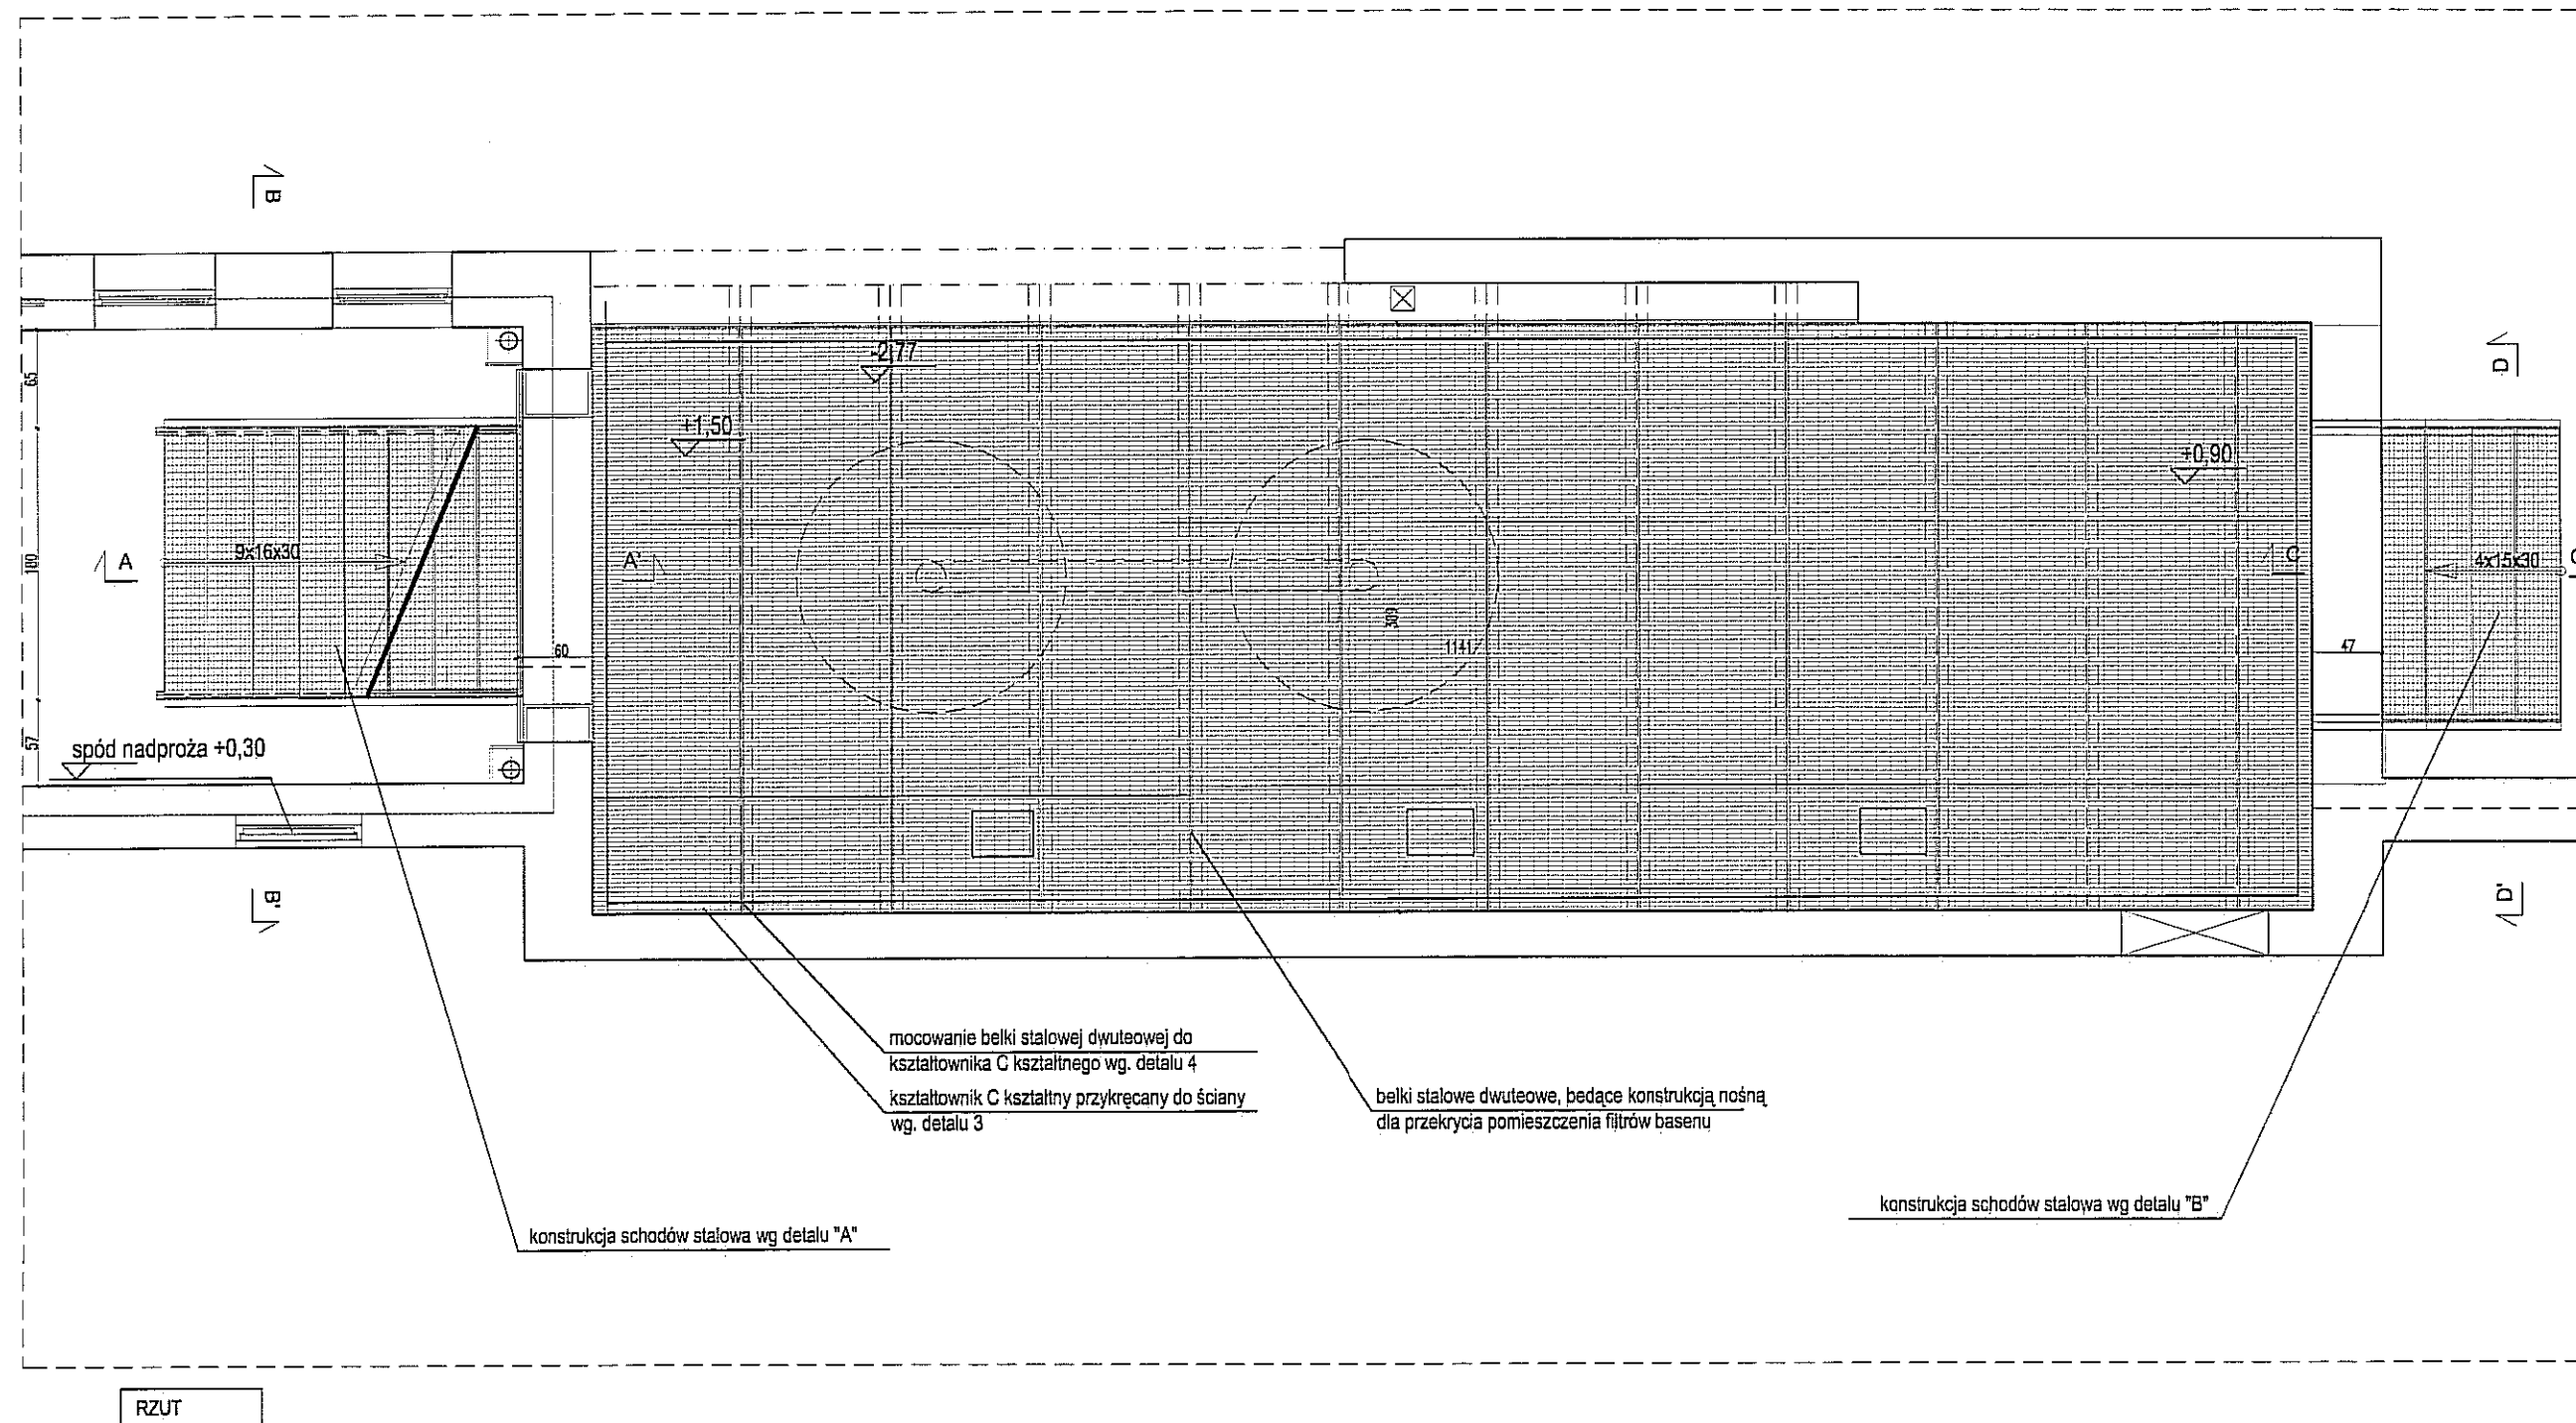 B
D
-2,77
+1,50
+0,90
65
180
57
A
9x16x30
A'
C
4x15x30
309
1141
60
47
spód nadproża +0,30
B'
D'
mocowanie belki stalowej dwuteowej do
kształtownika C kształtnego wg. detalu 4
kształtownik C kształtny przykręcany do ściany
wg. detalu 3
belki stalowe dwuteowe, bedące konstrukcją nośną
dla przekrycia pomieszczenia filtrów basenu
konstrukcja schodów stalowa wg detalu "B"
konstrukcja schodów stalowa wg detalu "A"
RZUT